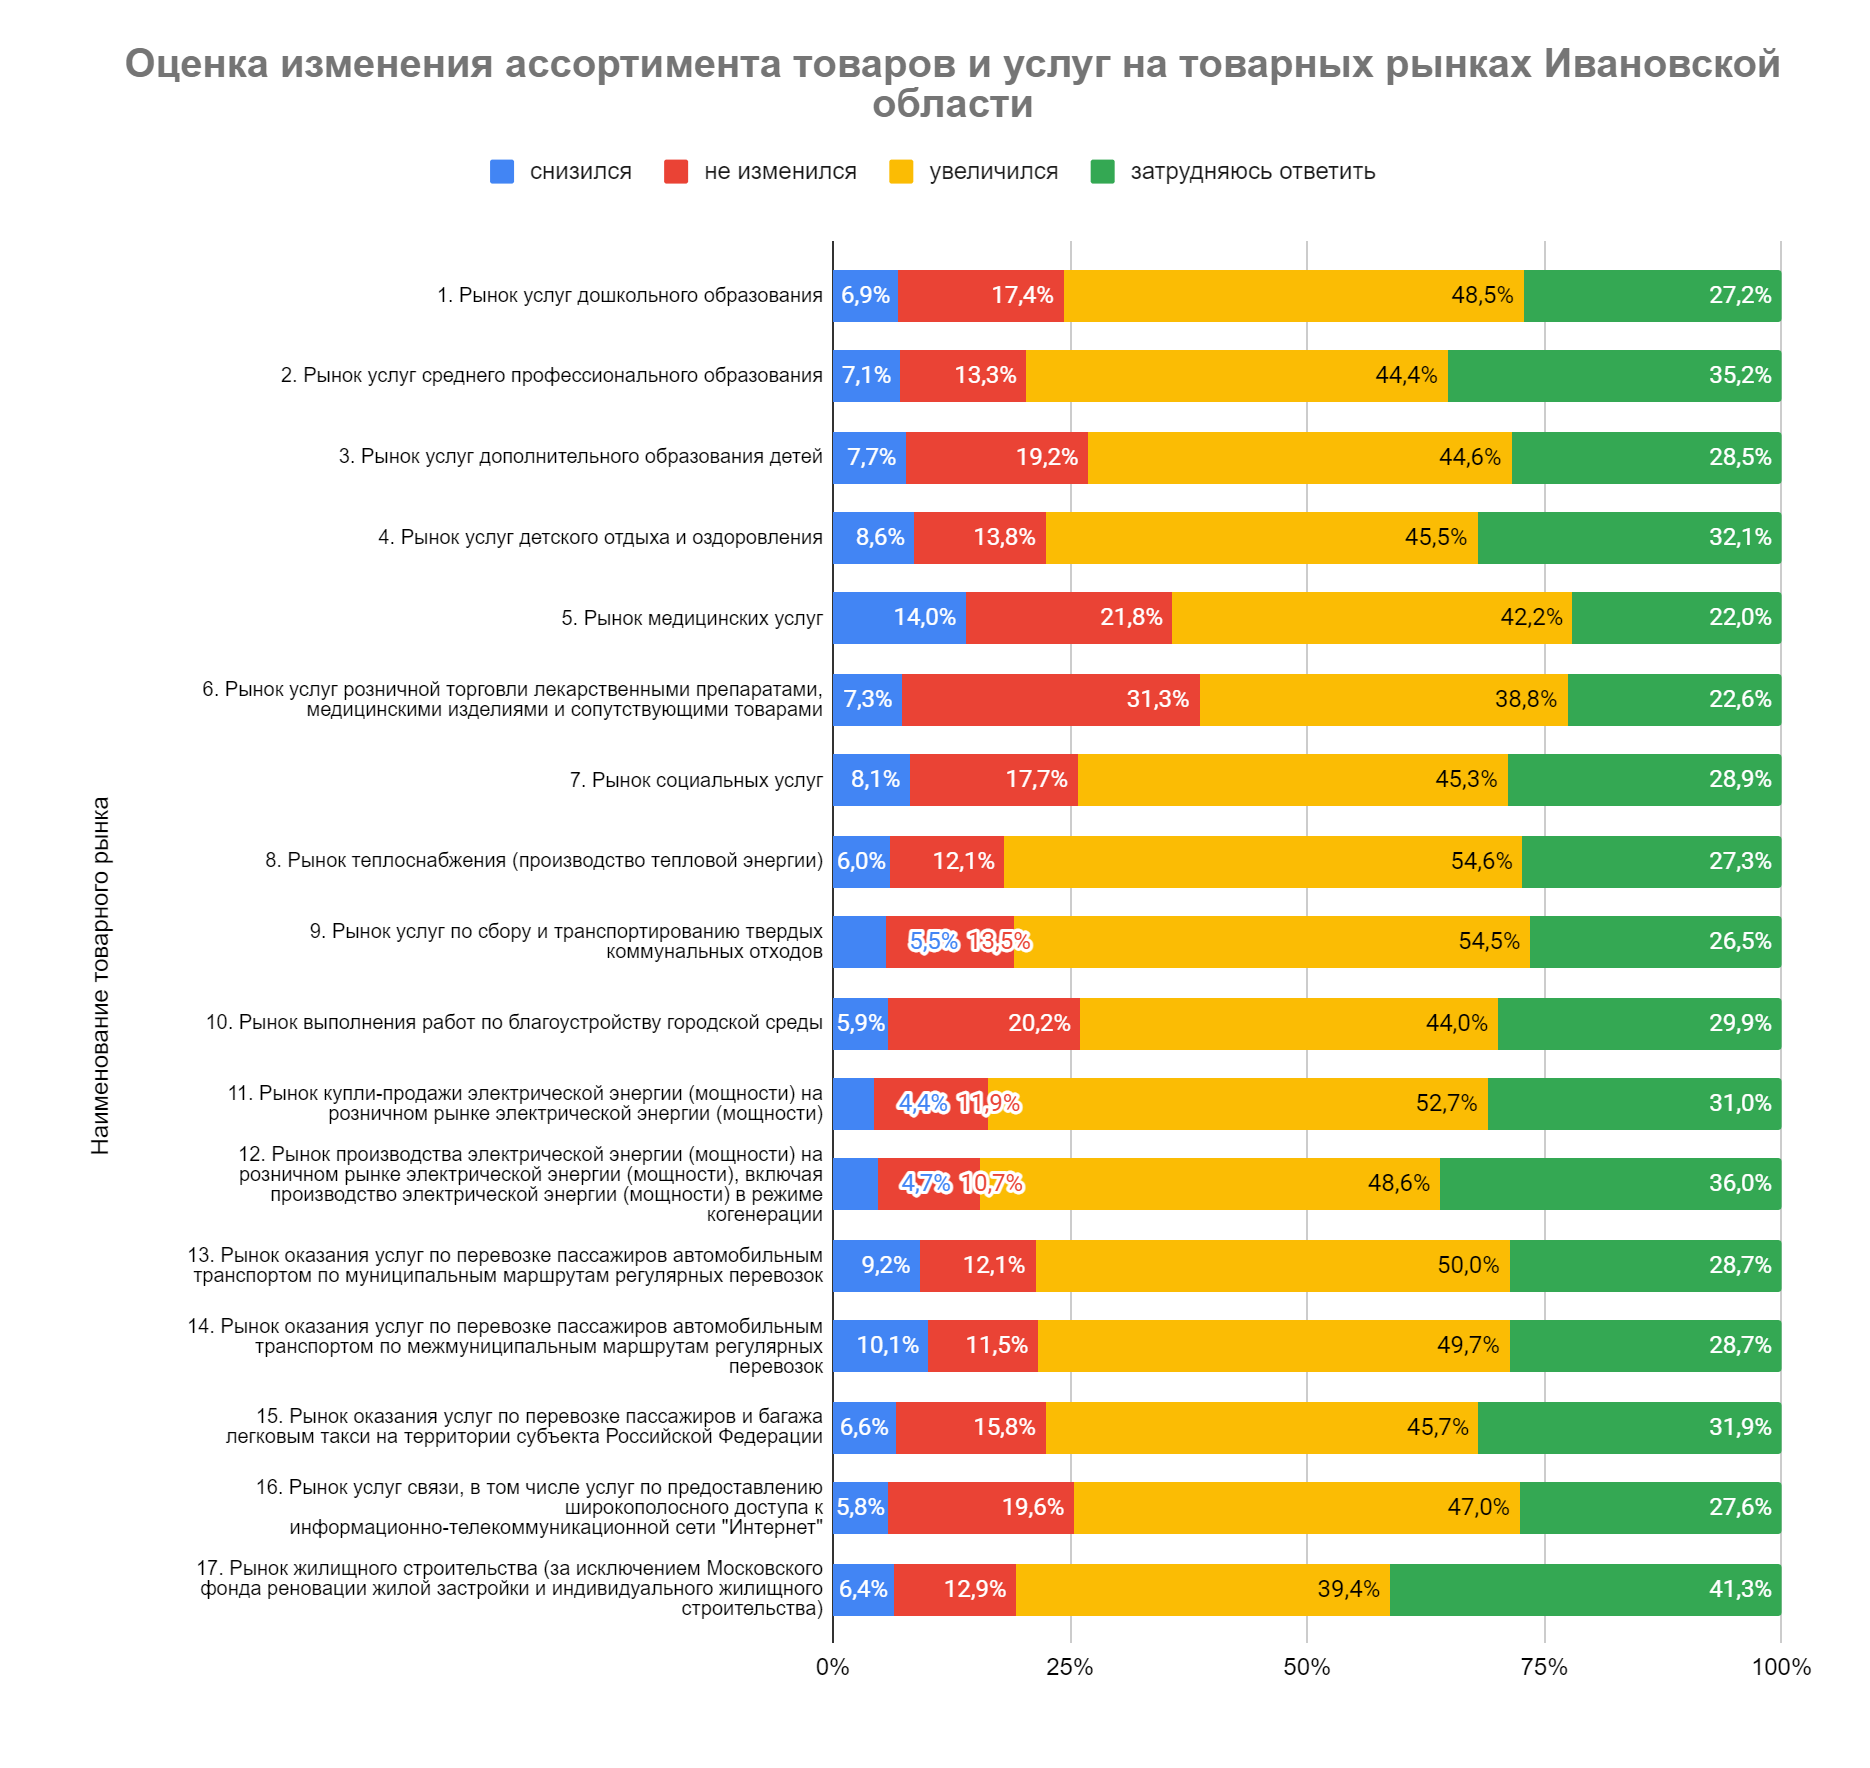 Оценка изменения ассортимента товаров и услуг на товарных рынках Ивановской
области
снизился
не изменился
увеличился
затрудняюсь ответить
Наименование товарного рынка
1. Рынок услуг дошкольного образования
6,9% 17,4% 48,5% 27,2%
2. Рынок услуг среднего профессионального образования
7,1% 13,3% 44,4% 35,2%
3. Рынок услуг дополнительного образования детей
7,7% 19,2% 44,6% 28,5%
4. Рынок услуг детского отдыха и оздоровления
8,6% 13,8% 45,5% 32,1%
5. Рынок медицинских услуг
14,0% 21,8% 42,2% 22,0%
6. Рынок услуг розничной торговли лекарственными препаратами,
медицинскими изделиями и сопутствующими товарами
7,3% 31,3% 38,8% 22,6%
7. Рынок социальных услуг
8,1% 17,7% 45,3% 28,9%
8. Рынок теплоснабжения (производство тепловой энергии)
6,0% 12,1% 54,6% 27,3%
9. Рынок услуг по сбору и транспортированию твердых
коммунальных отходов
5,5% 13,5% 54,5% 26,5%
10. Рынок выполнения работ по благоустройству городской среды
5,9% 20,2% 44,0% 29,9%
11. Рынок купли-продажи электрической энергии (мощности) на
розничном рынке электрической энергии (мощности)
4,4% 11,9% 52,7% 31,0%
12. Рынок производства электрической энергии (мощности) на
розничном рынке электрической энергии (мощности), включая
производство электрической энергии (мощности) в режиме
когенерации
4,7% 10,7% 48,6% 36,0%
13. Рынок оказания услуг по перевозке пассажиров автомобильным
транспортом по муниципальным маршрутам регулярных перевозок
9,2% 12,1% 50,0% 28,7%
14. Рынок оказания услуг по перевозке пассажиров автомобильным
транспортом по межмуниципальным маршрутам регулярных
перевозок
10,1% 11,5% 49,7% 28,7%
15. Рынок оказания услуг по перевозке пассажиров и багажа
легковым такси на территории субъекта Российской Федерации
6,6% 15,8% 45,7% 31,9%
16. Рынок услуг связи, в том числе услуг по предоставлению
широкополосного доступа к
информационно-телекоммуникационной сети "Интернет"
5,8% 19,6% 47,0% 27,6%
17. Рынок жилищного строительства (за исключением Московского
фонда реновации жилой застройки и индивидуального жилищного
строительства)
6,4% 12,9% 39,4% 41,3%
0% 25% 50% 75% 100%